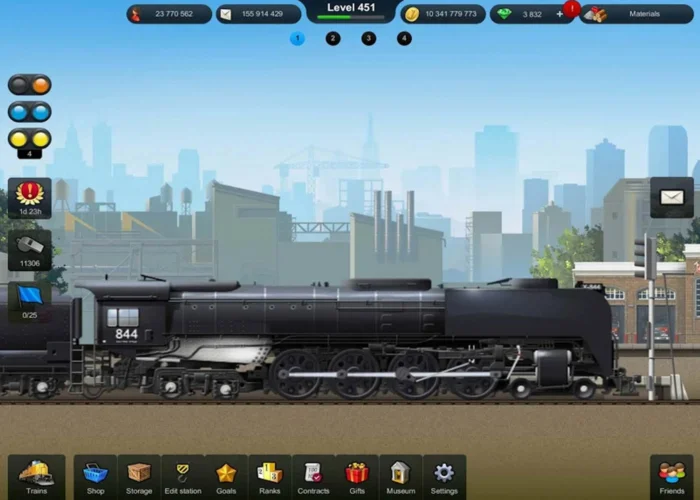 23 770 562
155 914 429
Level 451
10 341 779 773
3 832 +
!
Materials
1
2
3
4
4
!
1d 23h
11306
0/25
844
Trains
Shop
Storage
Edit station
Goals
Ranks
Contracts
Gifts
Museum
Settings
Friends